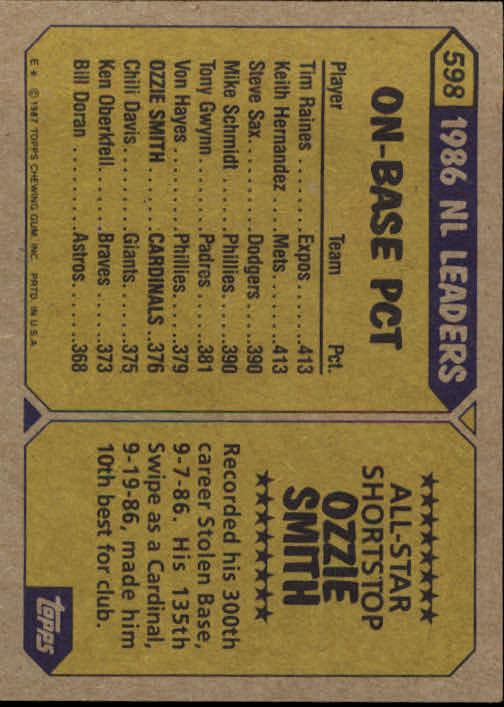 598 1986 NL LEADERS
ON-BASE PCT
Player Team Pct.
Tim Raines......Expos......413
Keith Hernandez....Mets.....413
Steve Sax......Dodgers...390
Mike Schmidt......Phillies....390
Tony Gwynn......Padres....381
Von Hayes......Phillies....379
OZZIE SMITH....CARDINALS .376
Chili Davis......Giants.....375
Ken Oberkfell......Braves....373
Bill Doran......Astros....368
E* © 1987 TOPPS CHEWING GUM, INC. PRTD. IN U.S.A.
★★★★★★★★
ALL-STAR
SHORTSTOP
OZZIE
SMITH
★★★★★★★★
Recorded his 300th
career Stolen Base,
9-7-86. His 135th
Swipe as a Cardinal,
9-19-86, made him
10th best for club.
topps